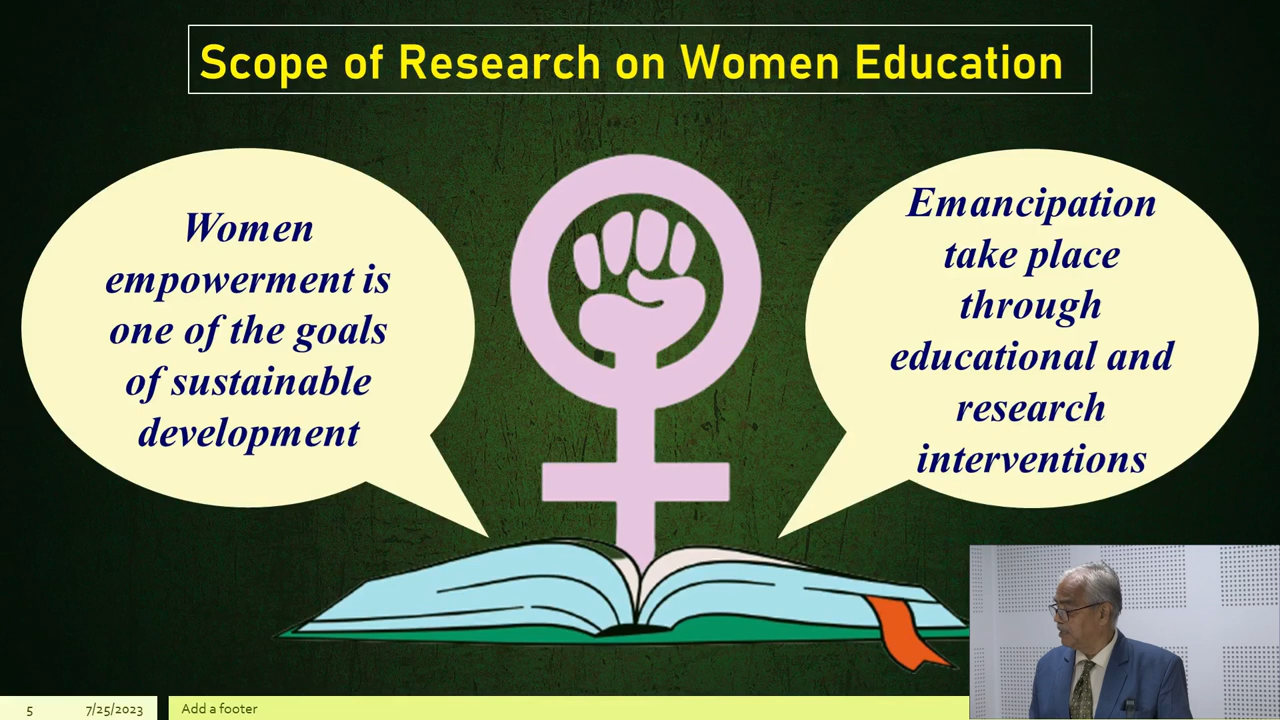 Scope of Research on Women Education
Women
empowerment is
one of the goals
of sustainable
development
Emancipation
take place
through
educational and
research
interventions
5
7/25/2023
Add a footer